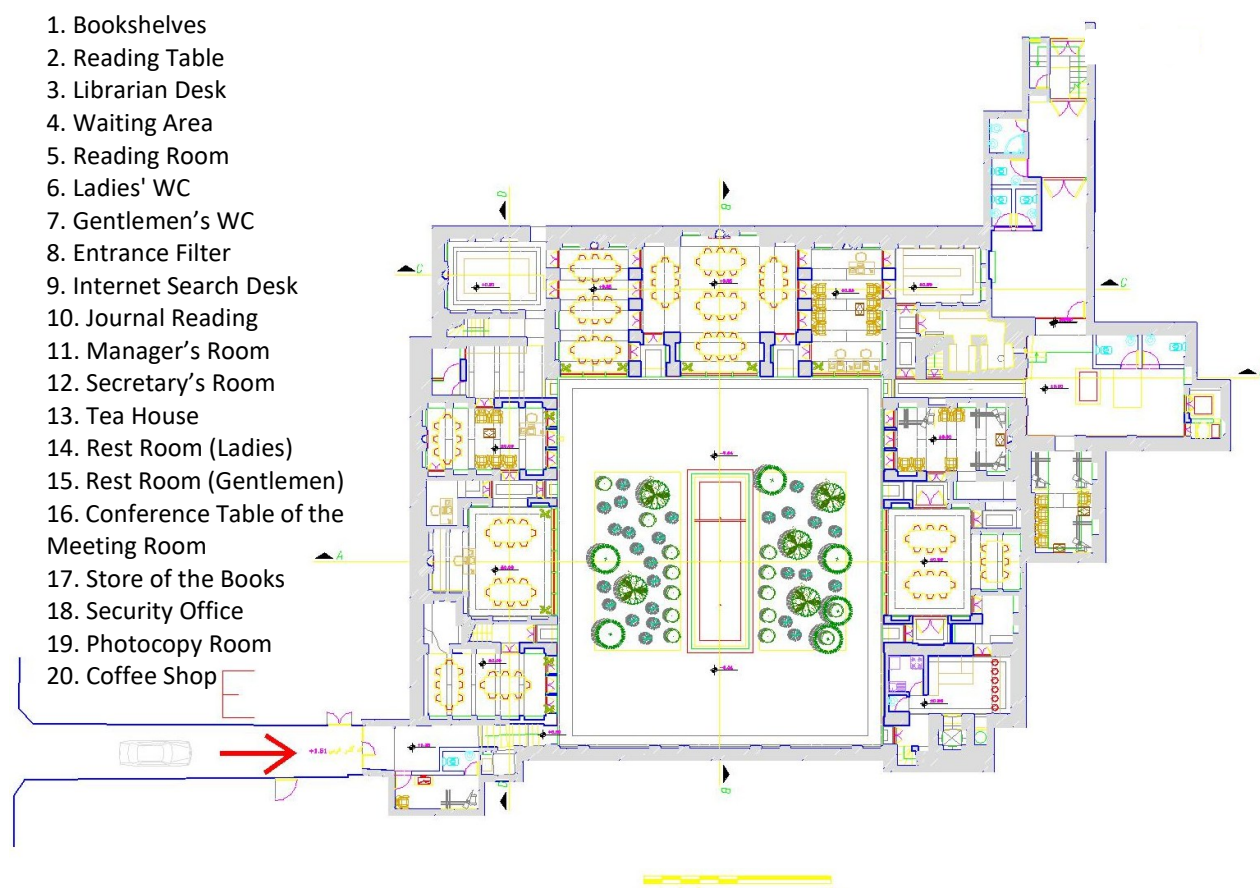 1. Bookshelves
2. Reading Table
3. Librarian Desk
4. Waiting Area
5. Reading Room
6. Ladies' WC
7. Gentlemen’s WC
8. Entrance Filter
9. Internet Search Desk
10. Journal Reading
11. Manager’s Room
12. Secretary’s Room
13. Tea House
14. Rest Room (Ladies)
15. Rest Room (Gentlemen)
16. Conference Table of the
Meeting Room
17. Store of the Books
18. Security Office
19. Photocopy Room
20. Coffee Shop
D
B
C
C
A
B
D